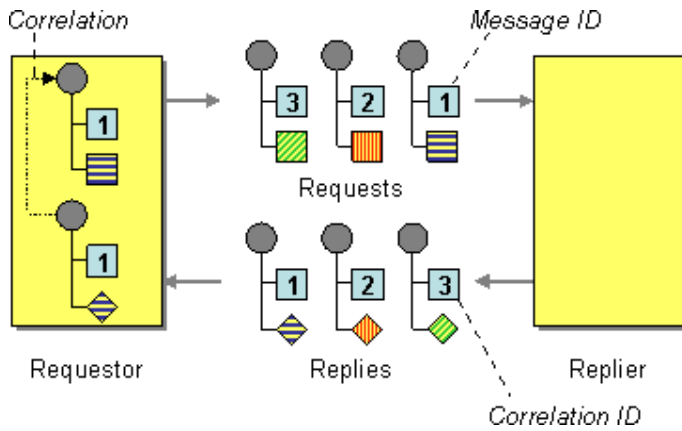 Correlation
Message ID
3 2 1
1
Requests
1 2 3
1
Requestor
Replies
Replier
Correlation ID